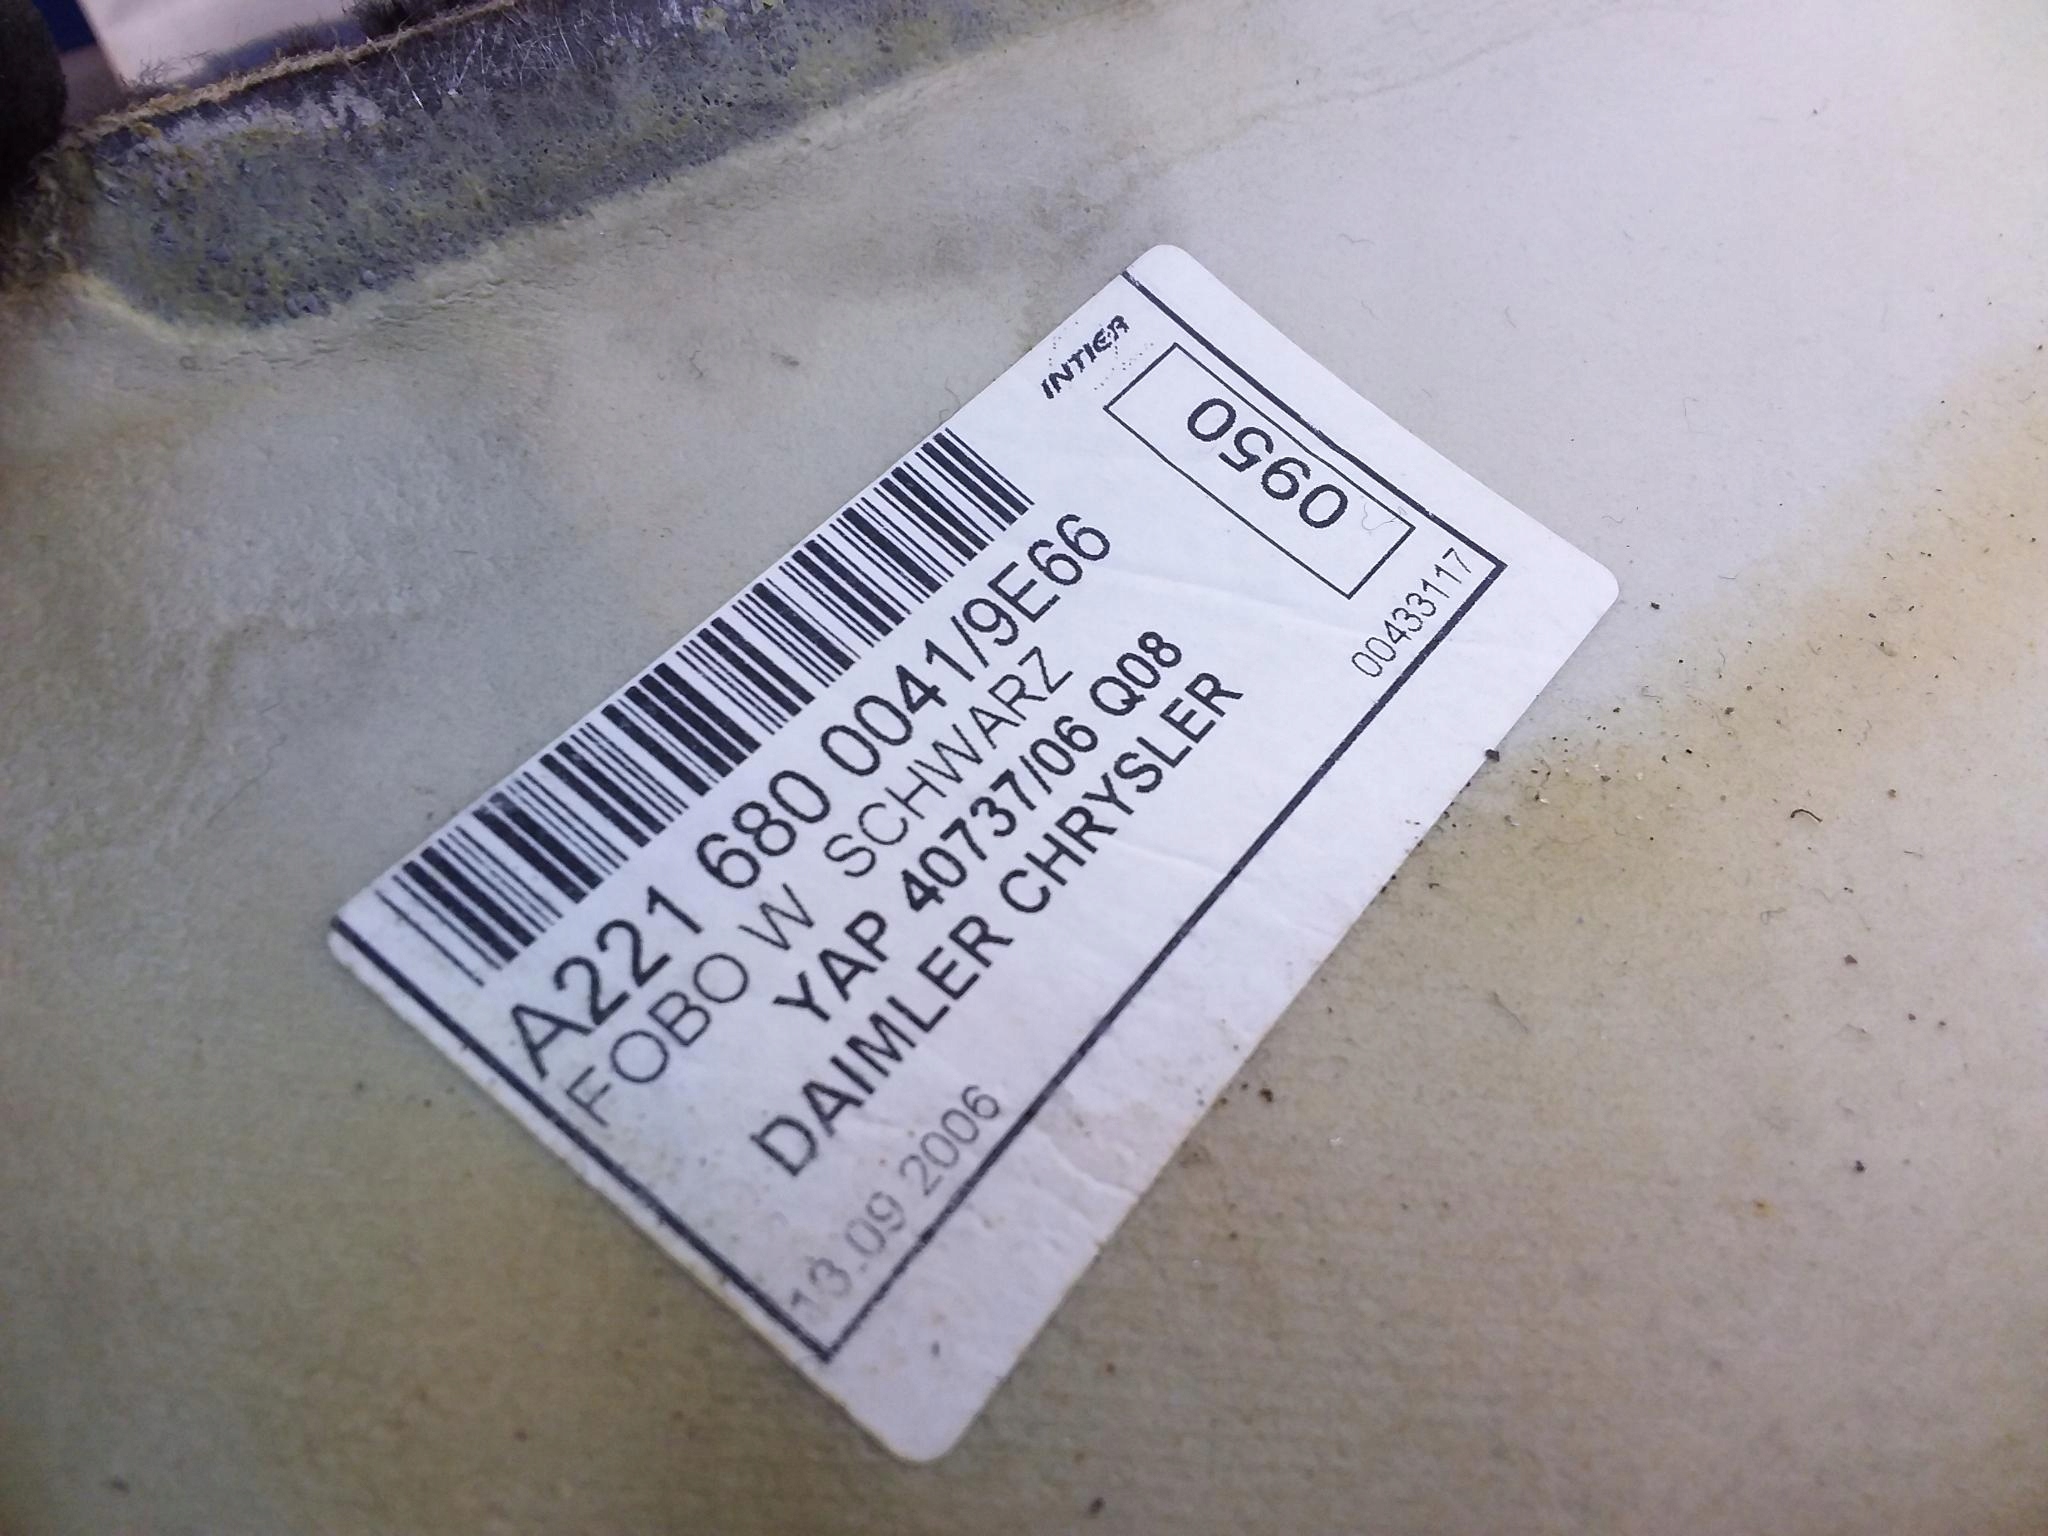 INTIER
0950
A221 680 0041/9E66
FOBO W SCHWARZ
YAP 40737/06 Q08
DAIMLER CHRYSLER
13.09 2006
00433117